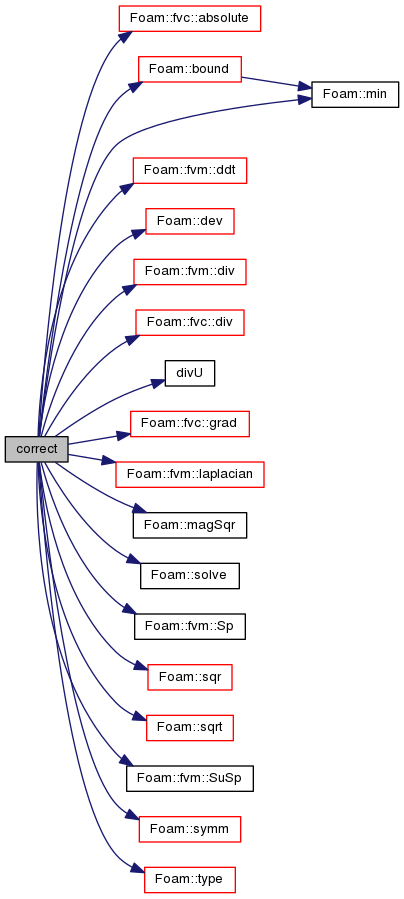 Foam::fvc::absolute
Foam::bound
Foam::min
Foam::fvm::ddt
Foam::dev
Foam::fvm::div
Foam::fvc::div
divU
Foam::fvc::grad
correct
Foam::fvm::laplacian
Foam::magSqr
Foam::solve
Foam::fvm::Sp
Foam::sqr
Foam::sqrt
Foam::fvm::SuSp
Foam::symm
Foam::type